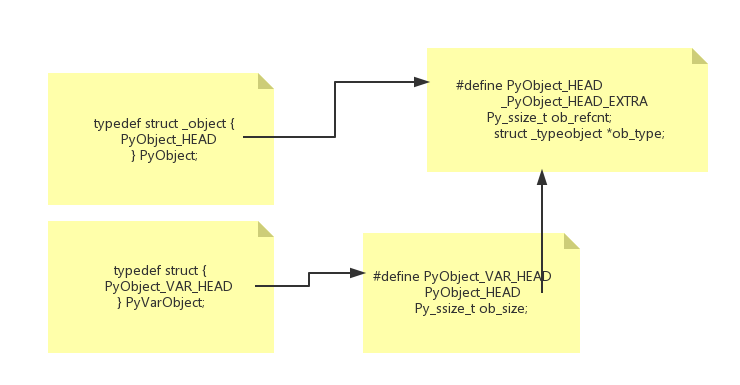 typedef struct _object {
PyObject_HEAD
} PyObject;
#define PyObject_HEAD
_PyObject_HEAD_EXTRA
Py_ssize_t ob_refcnt;
struct _typeobject *ob_type;
typedef struct {
PyObject_VAR_HEAD
} PyVarObject;
#define PyObject_VAR_HEAD
PyObject_HEAD
Py_ssize_t ob_size;